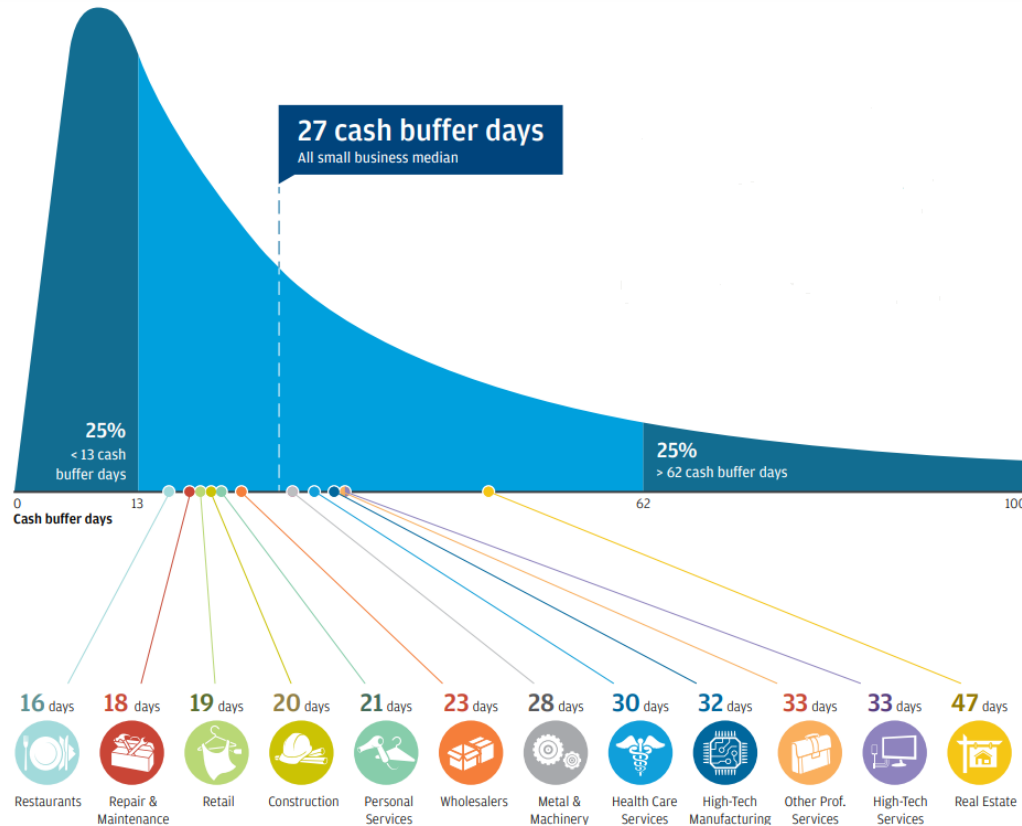 27 cash buffer days
All small business median
25%
< 13 cash
buffer days
25%
> 62 cash buffer days
0
13
62
100
Cash buffer days
16 days
18 days
19 days
20 days
21 days
23 days
28 days
30 days
32 days
33 days
33 days
47 days
Restaurants
Repair &
Maintenance
Retail
Construction
Personal
Services
Wholesalers
Metal &
Machinery
Health Care
Services
High-Tech
Manufacturing
Other Prof.
Services
High-Tech
Services
Real Estate